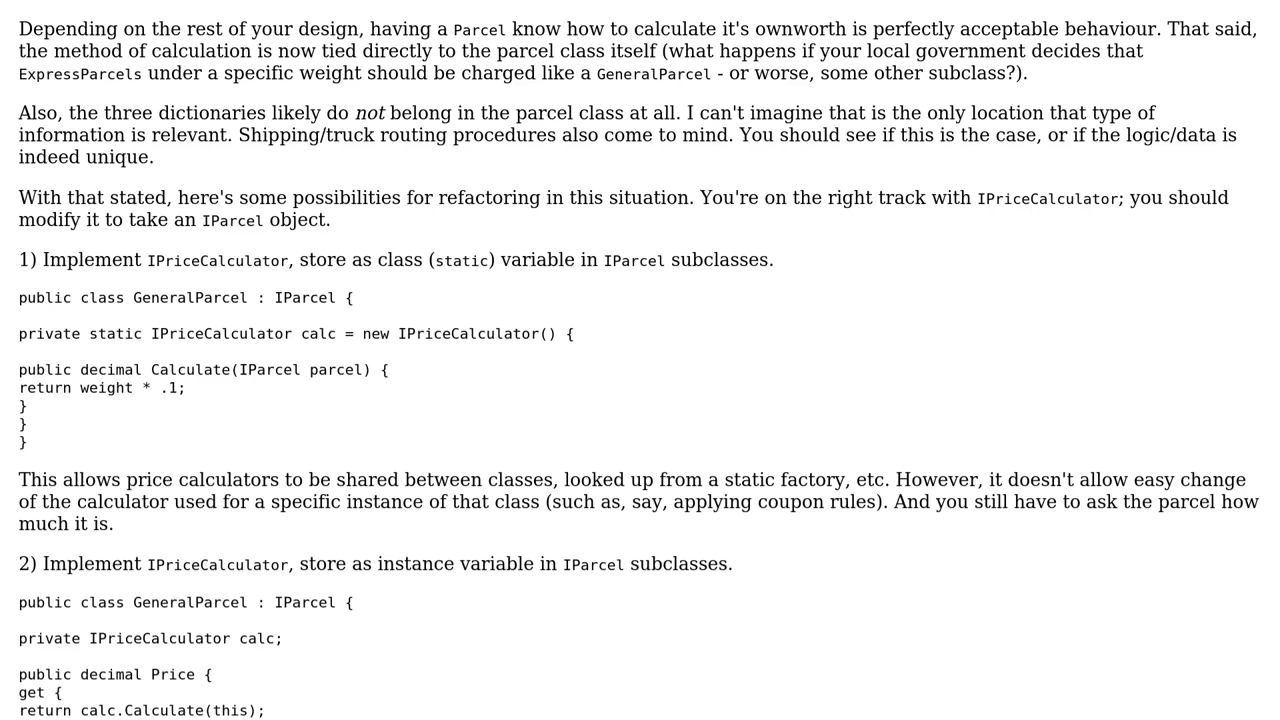 Depending on the rest of your design, having a Parcel know how to calculate it's ownworth is perfectly acceptable behaviour. That said,
the method of calculation is now tied directly to the parcel class itself (what happens if your local government decides that
ExpressParcels under a specific weight should be charged like a GeneralParcel - or worse, some other subclass?).
Also, the three dictionaries likely do not belong in the parcel class at all. I can't imagine that is the only location that type of
information is relevant. Shipping/truck routing procedures also come to mind. You should see if this is the case, or if the logic/data is
indeed unique.
With that stated, here's some possibilities for refactoring in this situation. You're on the right track with IPriceCalculator; you should
modify it to take an IParcel object.
1) Implement IPriceCalculator, store as class (static) variable in IParcel subclasses.
public class GeneralParcel : IParcel {
private static IPriceCalculator calc = new IPriceCalculator() {
public decimal Calculate(IParcel parcel) {
return weight * .1;
}
}
}
This allows price calculators to be shared between classes, looked up from a static factory, etc. However, it doesn't allow easy change
of the calculator used for a specific instance of that class (such as, say, applying coupon rules). And you still have to ask the parcel how
much it is.
2) Implement IPriceCalculator, store as instance variable in IParcel subclasses.
public class GeneralParcel : IParcel {
private IPriceCalculator calc;
public decimal Price {
get {
return calc.Calculate(this);